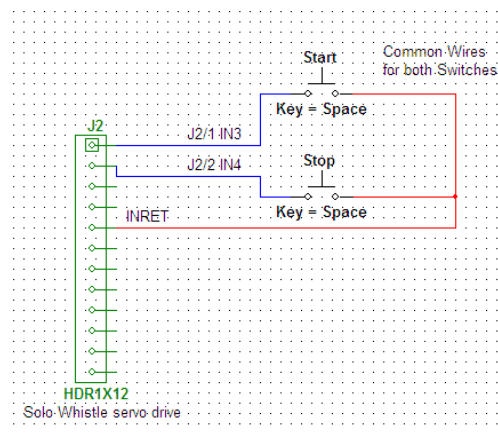 Start
Common Wires
for both Switches
Key = Space
J2
J2/1 IN3
Stop
J2/2 IN4
Key = Space
INRET
HDR1X12
Solo Whistle servo drive